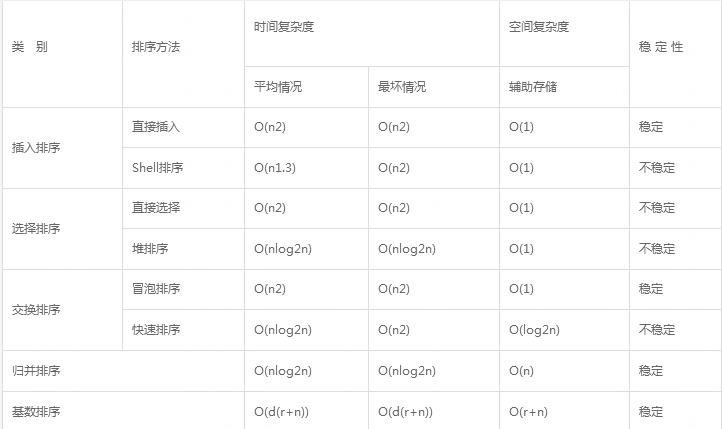 类 别 排序方法 时间复杂度 空间复杂度 稳 定 性
平均情况 最坏情况 辅助存储
插入排序 直接插入 O(n2) O(n2) O(1) 稳定
Shell排序 O(n1.3) O(n2) O(1) 不稳定
选择排序 直接选择 O(n2) O(n2) O(1) 不稳定
堆排序 O(nlog2n) O(nlog2n) O(1) 不稳定
交换排序 冒泡排序 O(n2) O(n2) O(1) 稳定
快速排序 O(nlog2n) O(n2) O(log2n) 不稳定
归并排序 O(nlog2n) O(nlog2n) O(n) 稳定
基数排序 O(d(r+n)) O(d(r+n)) O(r+n) 稳定